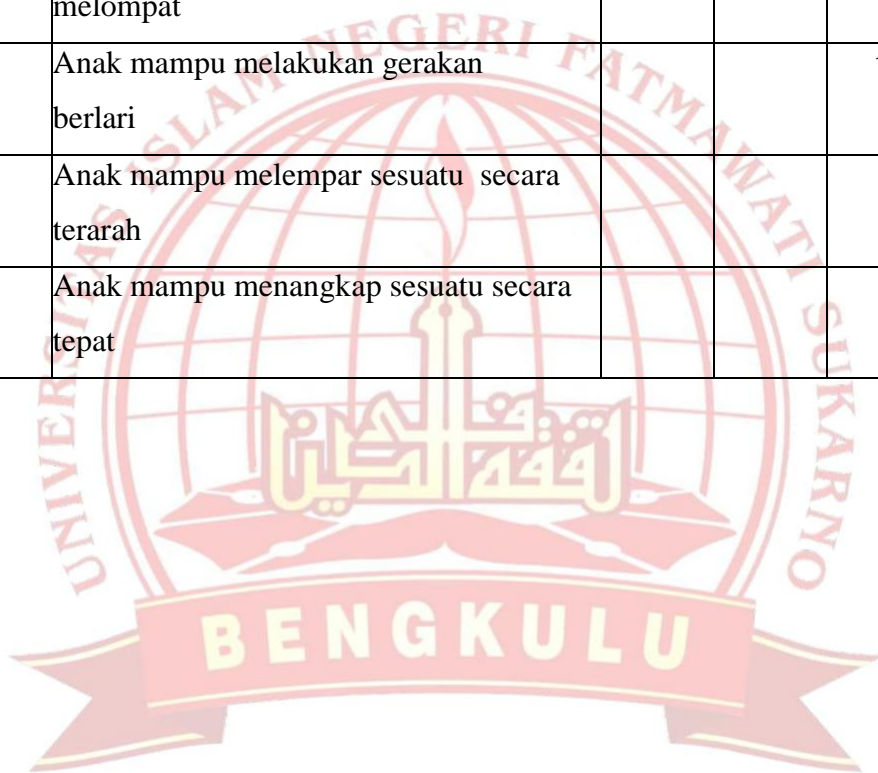 melompat
Anak mampu melakukan gerakan
berlari
Anak mampu melempar sesuatu  secara
terarah
Anak mampu menangkap sesuatu secara
tepat
UNIVERSITAS ISLAM NEGERI FATMAWATI SUKARNO
BENGKULU